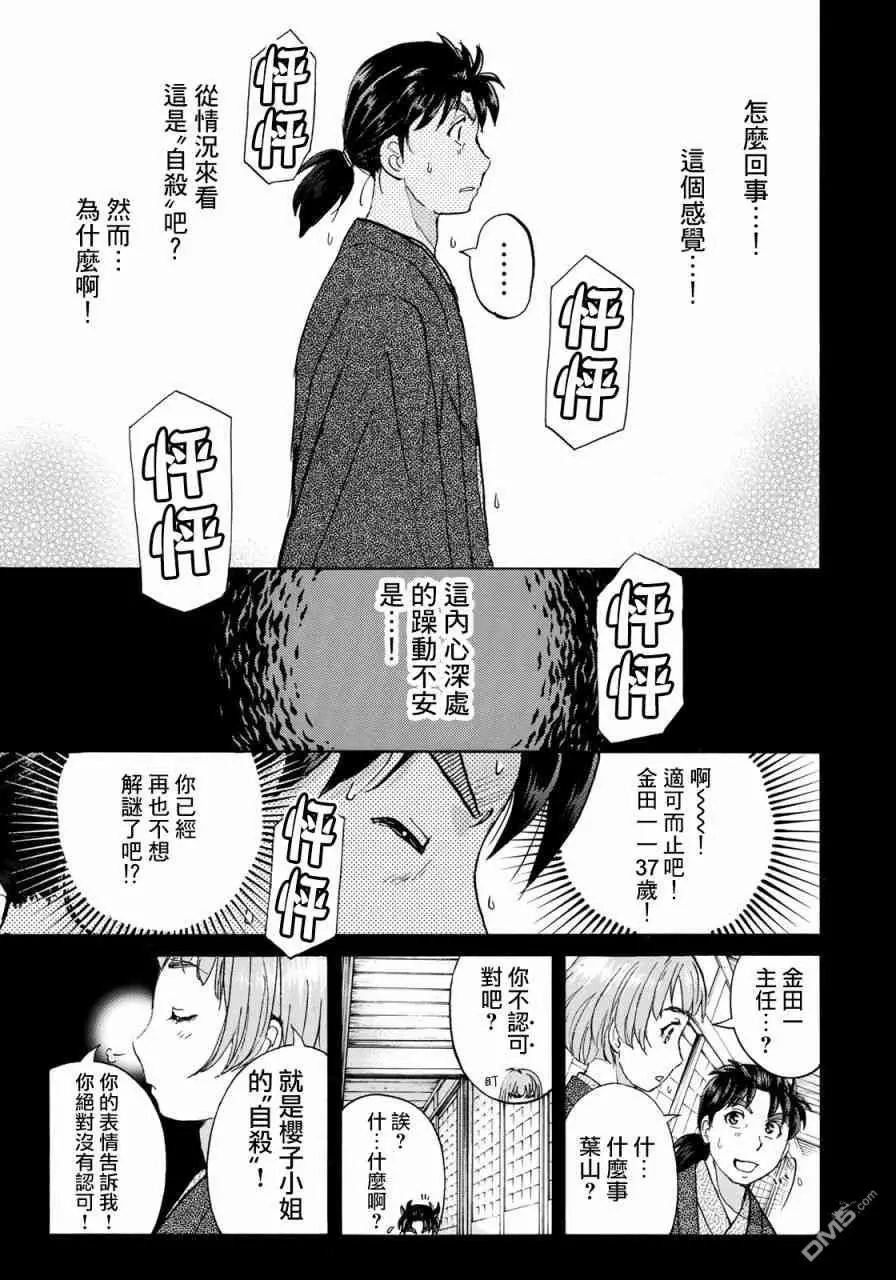 怎麼回事…！
這個感覺…！
……
怦怦
怦怦
從情況來看
這是〝自殺〞吧？
然而…
為什麼啊！
怦怦
怦怦
這內心深處
的躁動不安
是…！
啊～～～！
適可而止吧！
金田一一37歲！
怦怦
你已經
再也不想
解謎了吧！？
金田一
主任…？
什…
什麼事
葉山？
你不認可
對吧？
誒？
什…什麼啊？
就是櫻子小姐
的〝自殺〞！
你的表情告訴我！
你絕對沒有認可！
DM5.com